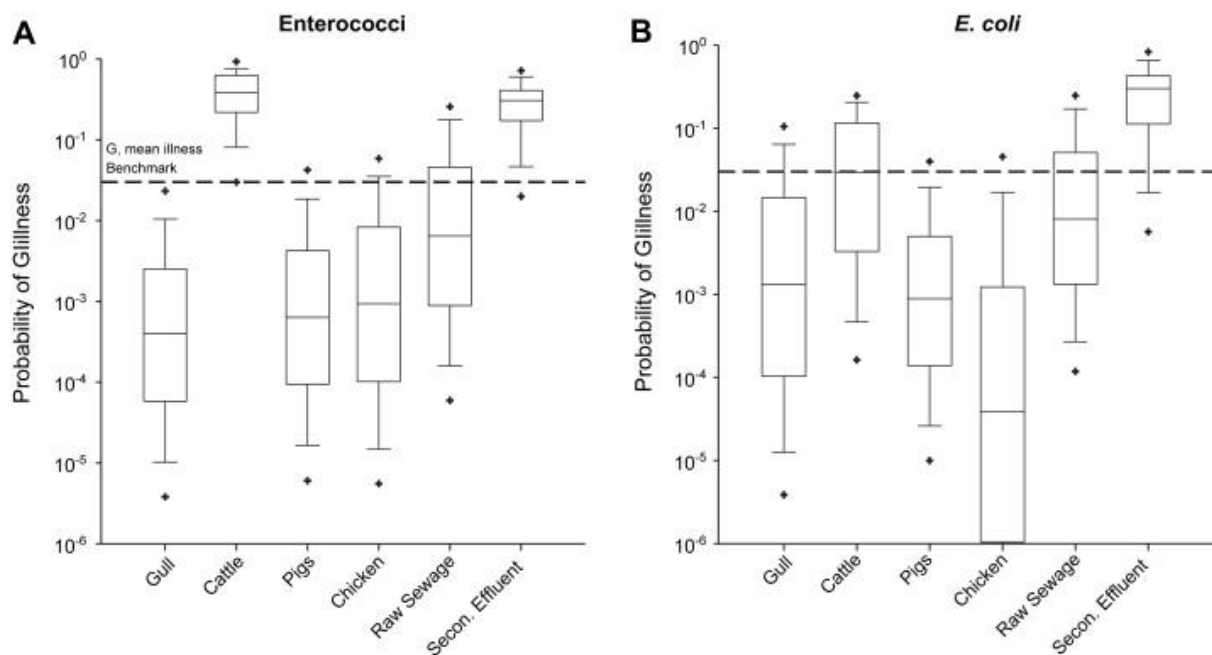 A
Enterococci
Probability of GIillness
10⁰
10⁻¹
10⁻²
10⁻³
10⁻⁴
10⁻⁵
10⁻⁶
G, mean illness
Benchmark
Gull
Cattle
Pigs
Chicken
Raw Sewage
Secon. Effluent
B
E. coli
Probability of GIillness
10⁰
10⁻¹
10⁻²
10⁻³
10⁻⁴
10⁻⁵
10⁻⁶
Gull
Cattle
Pigs
Chicken
Raw Sewage
Secon. Effluent